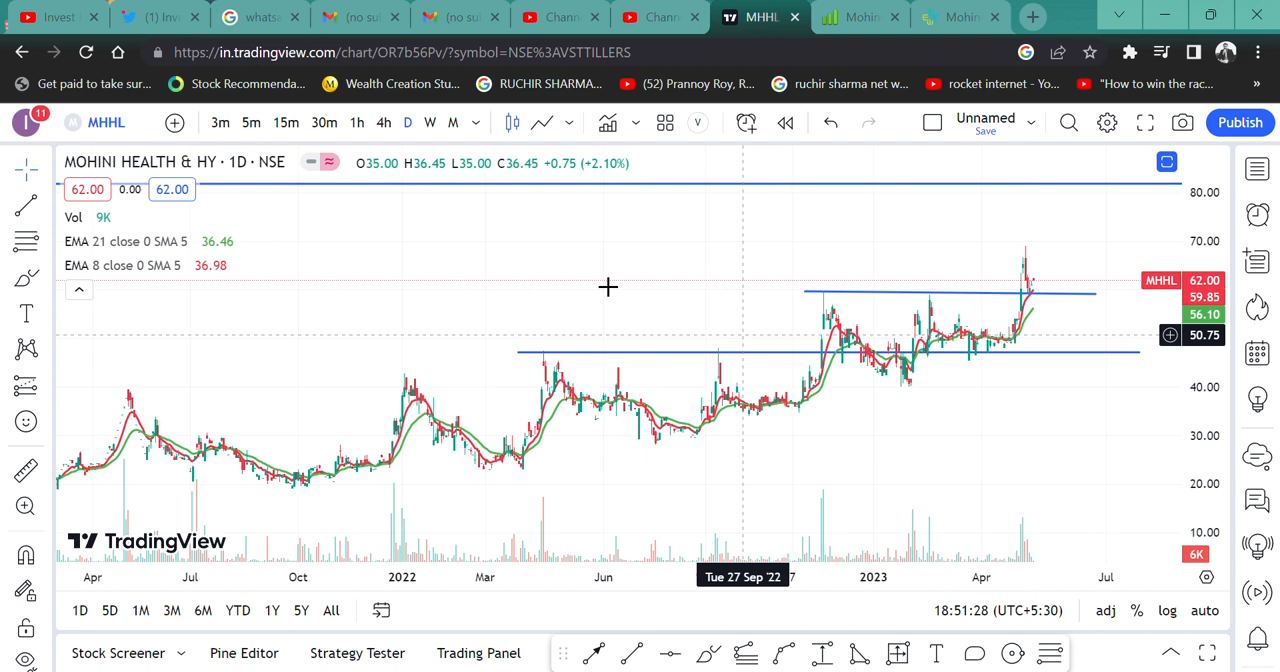 Invest
(1) Inv
whatsa
(no sul
(no sul
Chann
Chann
MHHL
Mohin
Mohin
https://in.tradingview.com/chart/OR7b56Pv/?symbol=NSE%3AVSTTILLERS
Get paid to take sur... Stock Recommenda... Wealth Creation Stu... RUCHIR SHARMA... (52) Prannoy Roy, R... ruchir sharma net w... rocket internet - Yo... "How to win the rac... »
I 11 M MHHL 3m 5m 15m 30m 1h 4h D W M V Unnamed Save Publish
MOHINI HEALTH & HY · 1D · NSE O35.00 H36.45 L35.00 C36.45 +0.75 (+2.10%)
62.00 0.00 62.00
Vol 9K
EMA 21 close 0 SMA 5 36.46
EMA 8 close 0 SMA 5 36.98
80.00
70.00
MHHL 62.00
59.85
56.10
50.75
40.00
30.00
20.00
10.00
6K
TradingView
Apr Jul Oct 2022 Mar Jun Tue 27 Sep '22 7 2023 Apr Jul
1D 5D 1M 3M 6M YTD 1Y 5Y All 18:51:28 (UTC+5:30) adj % log auto
Stock Screener Pine Editor Strategy Tester Trading Panel